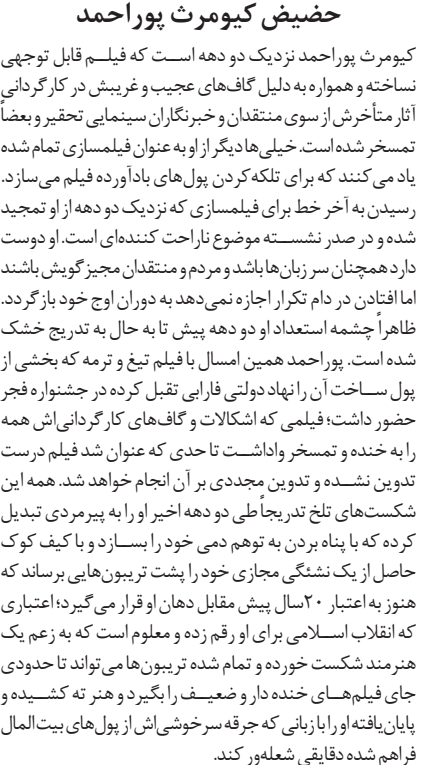 حضیض کیومرث پوراحمد
کیومرث پوراحمد نزدیک دو دهه است که فیلم قابل توجهی
نساخته و همواره به دلیل گاف‌های عجیب و غریبش در کارگردانی
آثار متأخرش از سوی منتقدان و خبرنگاران سینمایی تحقیر و بعضاً
تمسخر شده است. خیلی‌ها دیگر از او به عنوان فیلمسازی تمام شده
یاد می‌کنند که برای تلکه کردن پول‌های بادآورده فیلم می‌سازد.
رسیدن به آخر خط برای فیلمسازی که نزدیک دو دهه از او تمجید
شده و در صدر نشسته موضوع ناراحت کننده‌ای است. او دوست
دارد همچنان سر زبان‌ها باشد و مردم و منتقدان مجیزگویش باشند
اما افتادن در دام تکرار اجازه نمی‌دهد به دوران اوج خود بازگردد.
ظاهراً چشمه استعداد او دو دهه پیش تا به حال به تدریج خشک
شده است. پوراحمد همین امسال با فیلم تیغ و ترمه که بخشی از
پول ساخت آن را نهاد دولتی فارابی تقبل کرده در جشنواره فجر
حضور داشت؛ فیلمی که اشکالات و گاف‌های کارگردانی‌اش همه
را به خنده و تمسخر واداشت تا حدی که عنوان شد فیلم درست
تدوین نشده و تدوین مجددی بر آن انجام خواهد شد. همه این
شکست‌های تلخ تدریجاً طی دو دهه اخیر او را به پیرمردی تبدیل
کرده که با پناه بردن به توهم دمی خود را بسازد و با کیف کوک
حاصل از یک نشئگی مجازی خود را پشت تریبون‌هایی برساند که
هنوز به اعتبار ۲۰سال پیش مقابل دهان او قرار می‌گیرد؛ اعتباری
که انقلاب اسلامی برای او رقم زده و معلوم است که به زعم یک
هنرمند شکست خورده و تمام شده تریبون‌ها می‌تواند تا حدودی
جای فیلم‌های خنده دار و ضعیف را بگیرد و هنر ته کشیده و
پایان‌یافته او را با زبانی که جرقه سرخوشی‌اش از پول‌های بیت‌المال
فراهم شده دقایقی شعله‌ور کند.